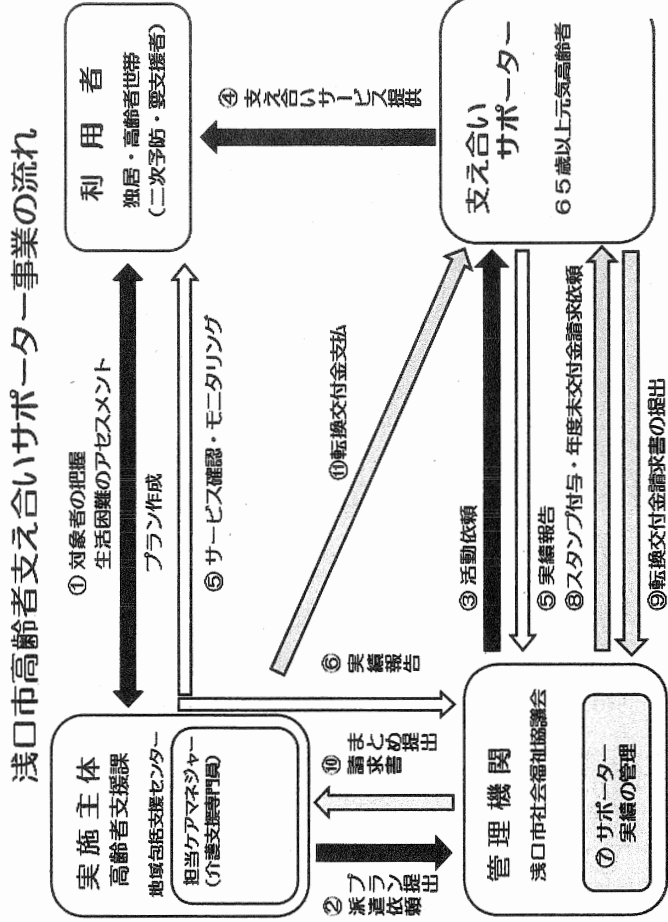 浅口市高齢者支え合いサポーター事業の流れ
実施主体
高齢者支援課
地域包括支援センター
担当ケアマネジャー
(介護支援専門員)
①対象者の把握
生活困難のアセスメント
プラン作成
⑤サービス確認・モニタリング
利用者
独居・高齢者世帯
(二次予防・要支援者)
②プラン提出
派遣依頼
⑩まとめ提出
請求書
⑥実績報告
⑪転換交付金支払
④支え合いサービス提供
管理機関
浅口市社会福祉協議会
⑦サポーター
実績の管理
③活動依頼
⑤実績報告
⑧スタンプ付与・年度末交付金請求依頼
⑨転換交付金請求書の提出
支え合い
サポーター
65歳以上元気高齢者